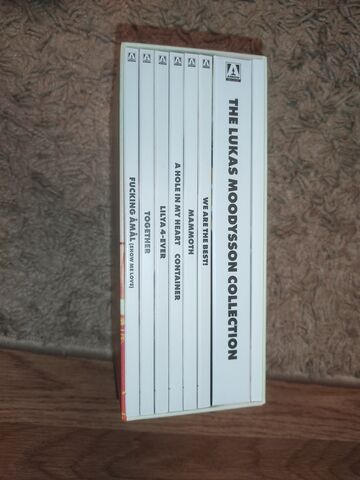 FUCKING ÅMÅL (SHOW ME LOVE)
TOGETHER
LILYA 4-EVER
A HOLE IN MY HEART CONTAINER
MAMMOTH
WE ARE THE BEST!
THE LUKAS MOODYSSON COLLECTION
ARROW